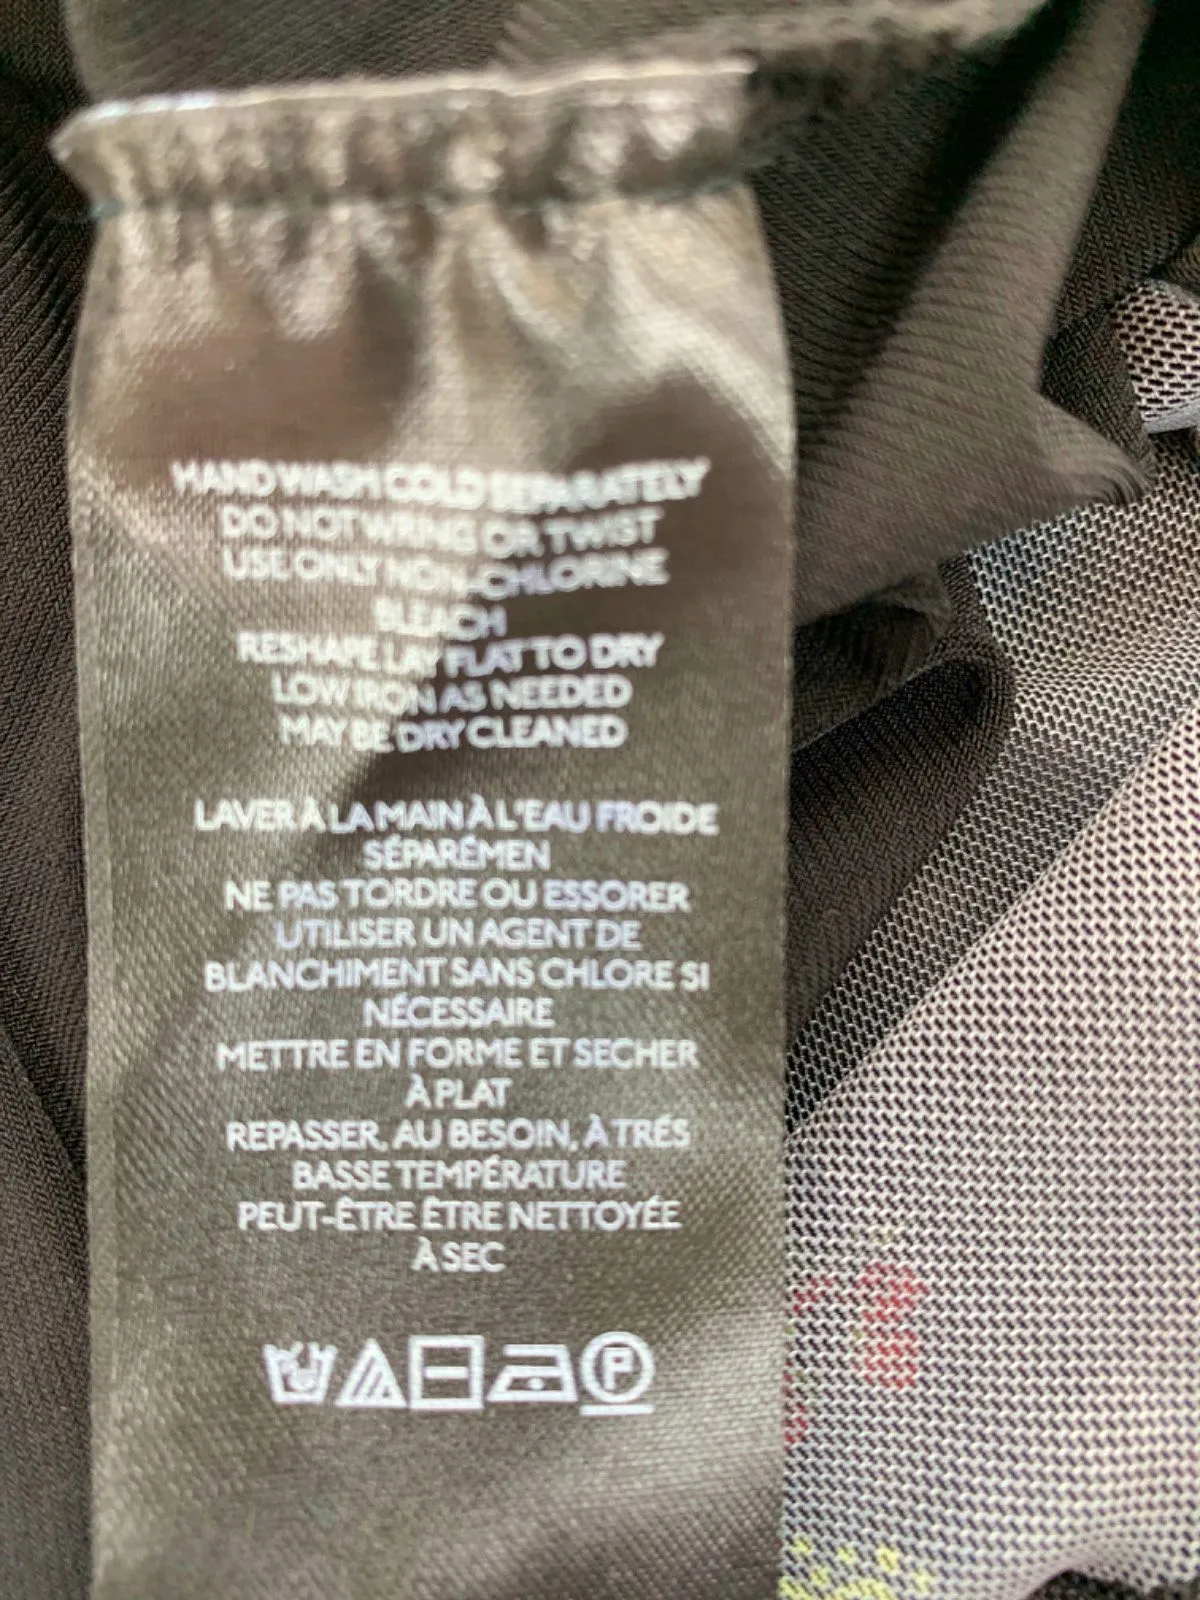 HAND WASH COLD SEPARATELY
DO NOT WRING OR TWIST
USE ONLY NON-CHLORINE
BLEACH
RESHAPE LAY FLAT TO DRY
LOW IRON AS NEEDED
MAY BE DRY CLEANED
LAVER À LA MAIN À L'EAU FROIDE
SÉPARÉMEN
NE PAS TORDRE OU ESSORER
UTILISER UN AGENT DE
BLANCHIMENT SANS CHLORE SI
NÉCESSAIRE
METTRE EN FORME ET SECHER
À PLAT
REPASSER, AU BESOIN, À TRÉS
BASSE TEMPÉRATURE
PEUT-ÊTRE ÊTRE NETTOYÉE
À SEC
P